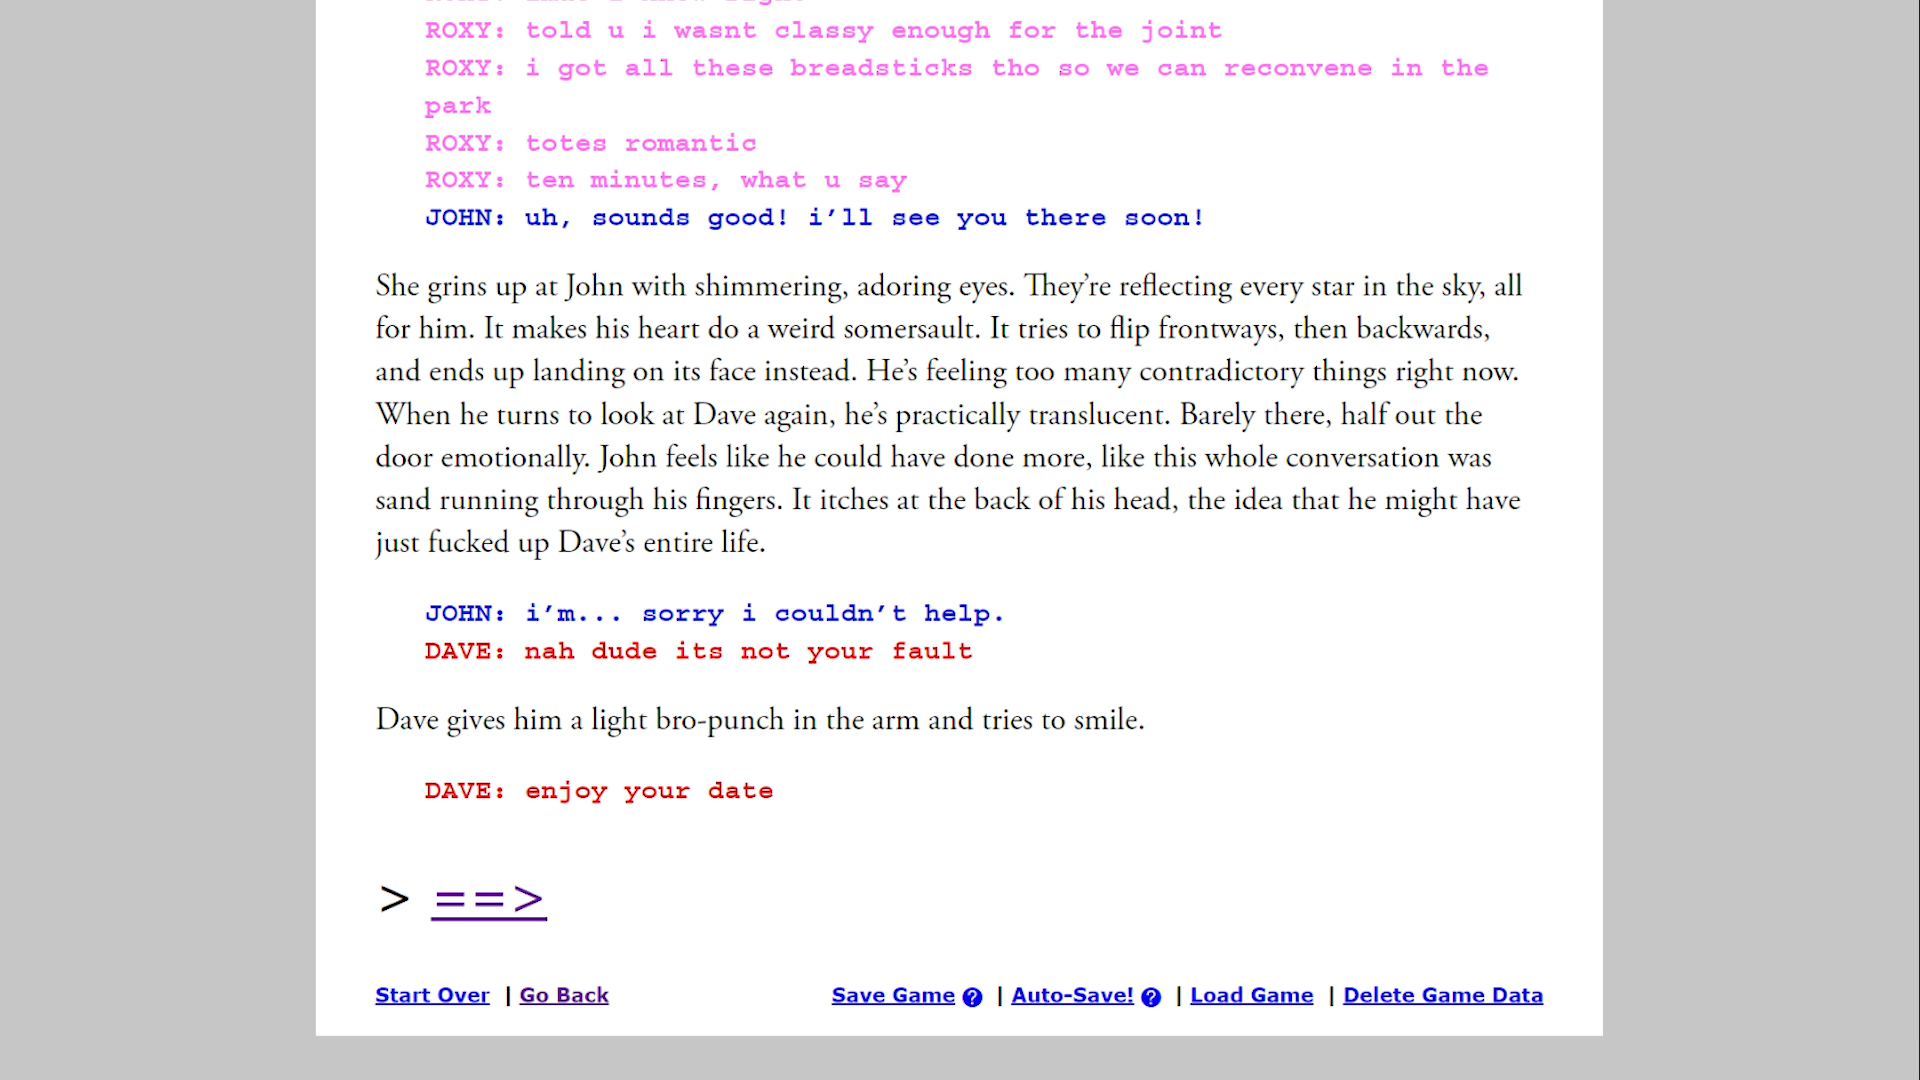 ROXY: told u i wasnt classy enough for the joint
ROXY: i got all these breadsticks tho so we can reconvene in the
park
ROXY: totes romantic
ROXY: ten minutes, what u say
JOHN: uh, sounds good! i’ll see you there soon!
She grins up at John with shimmering, adoring eyes. They’re reflecting every star in the sky, all
for him. It makes his heart do a weird somersault. It tries to flip frontways, then backwards,
and ends up landing on its face instead. He’s feeling too many contradictory things right now.
When he turns to look at Dave again, he’s practically translucent. Barely there, half out the
door emotionally. John feels like he could have done more, like this whole conversation was
sand running through his fingers. It itches at the back of his head, the idea that he might have
just fucked up Dave’s entire life.
JOHN: i’m... sorry i couldn’t help.
DAVE: nah dude its not your fault
Dave gives him a light bro-punch in the arm and tries to smile.
DAVE: enjoy your date
> ==>
Start Over | Go Back Save Game ? | Auto-Save! ? | Load Game | Delete Game Data